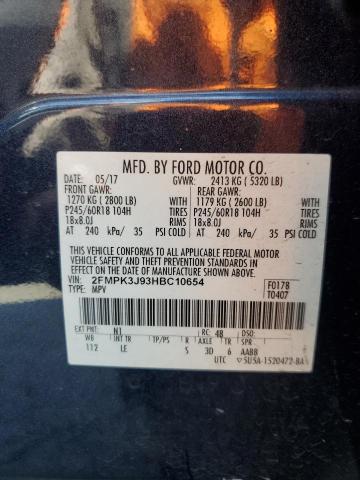 MFD. BY FORD MOTOR CO.
DATE: 05/17 GVWR: 2413 KG ( 5320 LB)
FRONT GAWR: REAR GAWR:
1270 KG ( 2800 LB) 1179 KG ( 2600 LB)
P245/60R18 104H TIRES P245/60R18 104H TIRES
18x8.0J RIMS 18x8.0J RIMS
AT 240 kPa/ 35 PSI COLD AT 240 kPa/ 35 PSI COLD
THIS VEHICLE CONFORMS TO ALL APPLICABLE FEDERAL MOTOR
VEHICLE SAFETY AND THEFT PREVENTION STANDARDS IN
EFFECT ON THE DATE OF MANUFACTURE SHOWN ABOVE.
VIN: 2FMPK3J93HBC10654 F0178
TYPE: MPV T0407
EXT PNT: N1 RC: 48 DSO:
WB INT TR TP/PS R AXLE TR SPR
112 LE 5 3D 6 AABB
UTC ▽5U5A-1520472-BA